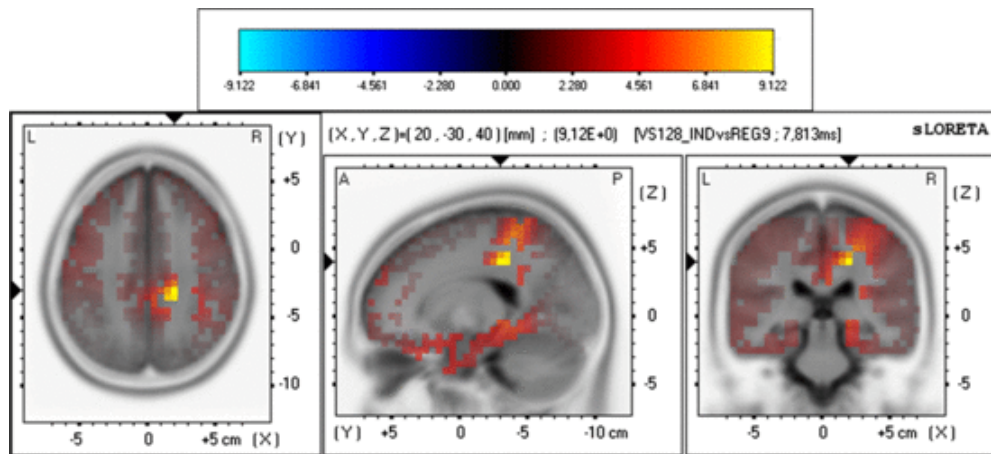 -9.122 -6.841 -4.561 -2.280 0.000 2.280 4.561 6.841 9.122
(X, Y, Z)=( 20 , -30 , 40 ) [mm] ; (9,12E+0) [VS128_INDvsREG9 ; 7,813ms] sLORETA
L R (Y)
+5
0
-5
-10
-5 0 +5 cm (X)
A P (Z)
+5
0
-5
(Y) +5 0 -5 -10 cm
L R (Z)
+5
0
-5
-5 0 +5 cm (X)